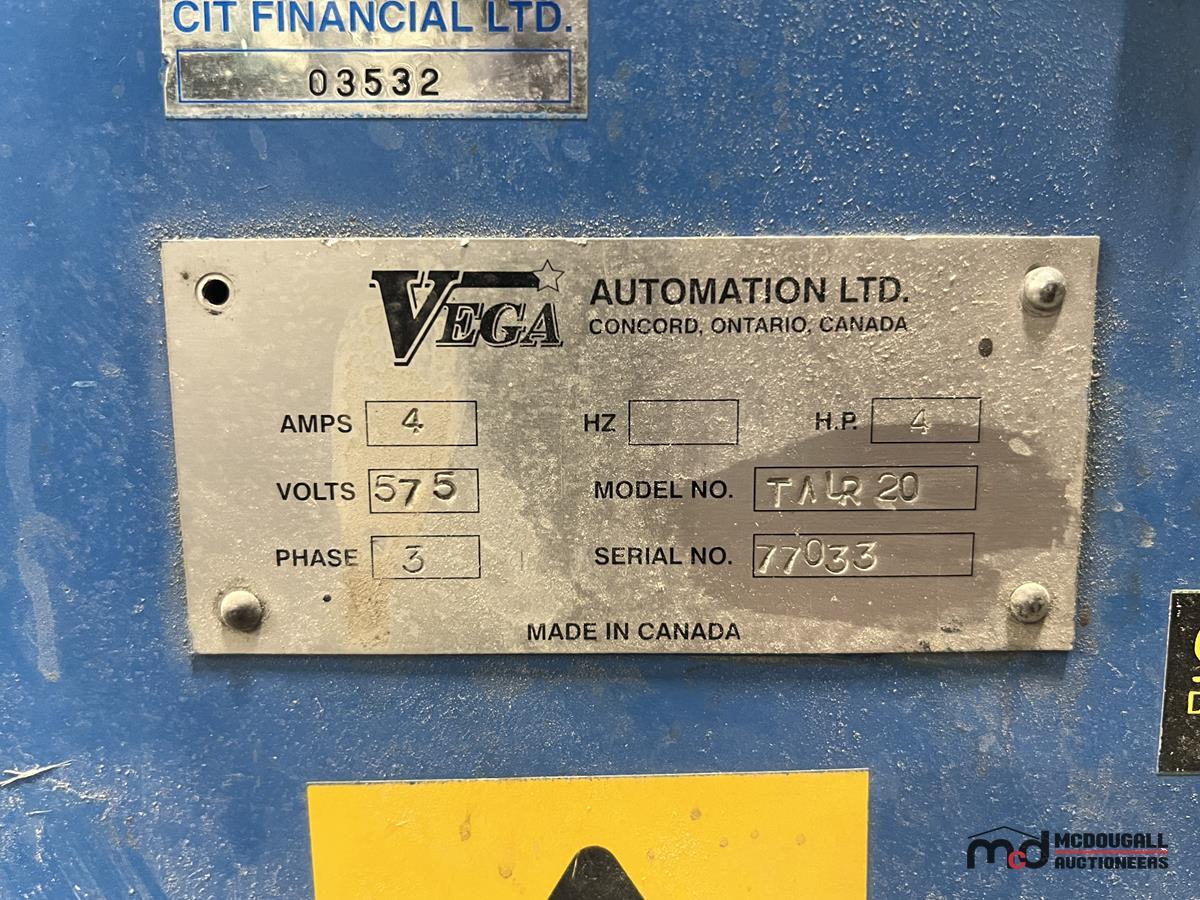 CIT FINANCIAL LTD.
03532
VEGA AUTOMATION LTD.
CONCORD, ONTARIO, CANADA
AMPS 4 HZ H.P. 4
VOLTS 575 MODEL NO. TALR 20
PHASE 3 SERIAL NO. 77033
MADE IN CANADA
mcd MCDOUGALL
AUCTIONEERS